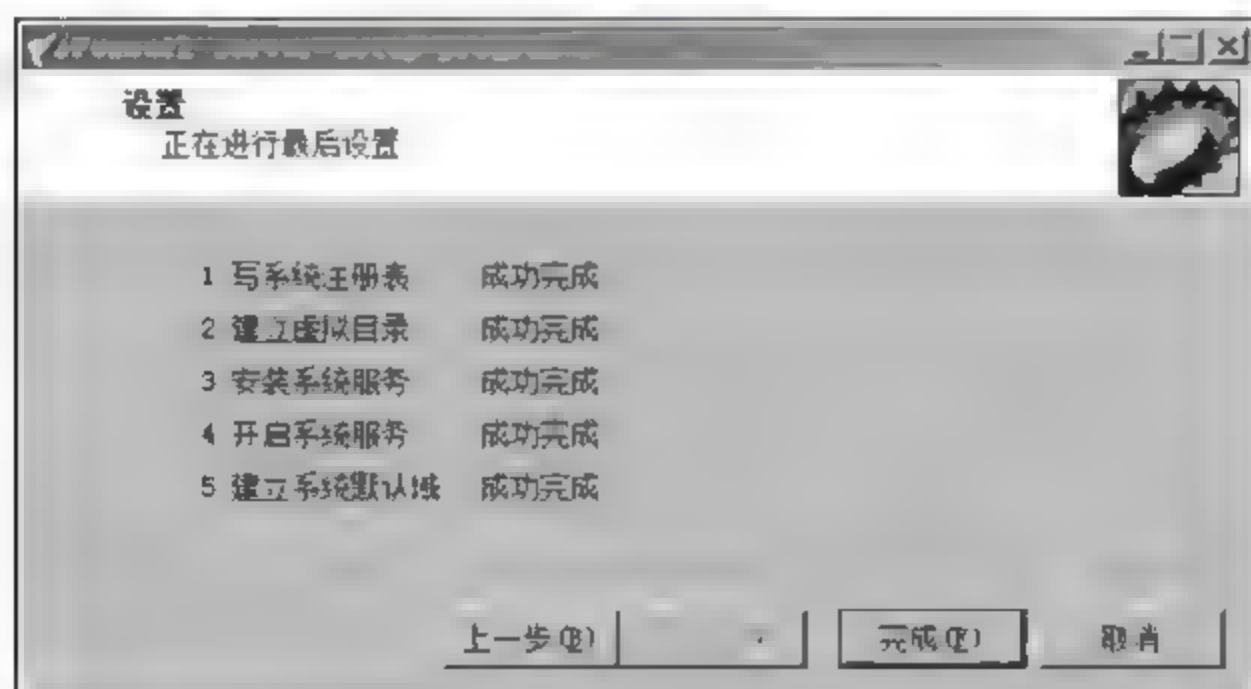 设置
正在进行最后设置
1 写系统注册表 成功完成
2 建立虚拟目录 成功完成
3 安装系统服务 成功完成
4 开启系统服务 成功完成
5 建立系统默认域 成功完成
上一步(B) 完成(F) 取消